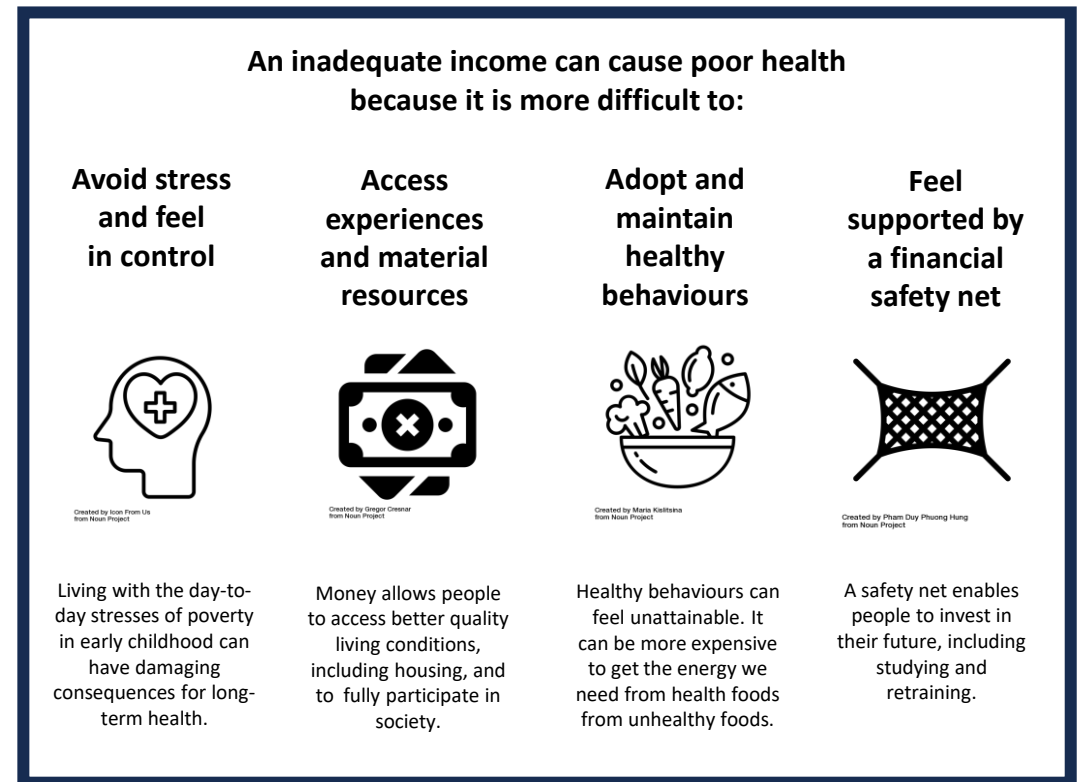 An inadequate income can cause poor health
because it is more difficult to:
Avoid stress
and feel
in control
Created by Icon From Us
from Noun Project
Living with the day-to-
day stresses of poverty
in early childhood can
have damaging
consequences for long-
term health.
Access
experiences
and material
resources
Created by Gregor Cresnar
from Noun Project
Money allows people
to access better quality
living conditions,
including housing, and
to fully participate in
society.
Adopt and
maintain
healthy
behaviours
Created by Maria Kislitsina
from Noun Project
Healthy behaviours can
feel unattainable. It
can be more expensive
to get the energy we
need from health foods
from unhealthy foods.
Feel
supported by
a financial
safety net
Created by Pham Duy Phuong Hung
from Noun Project
A safety net enables
people to invest in
their future, including
studying and
retraining.